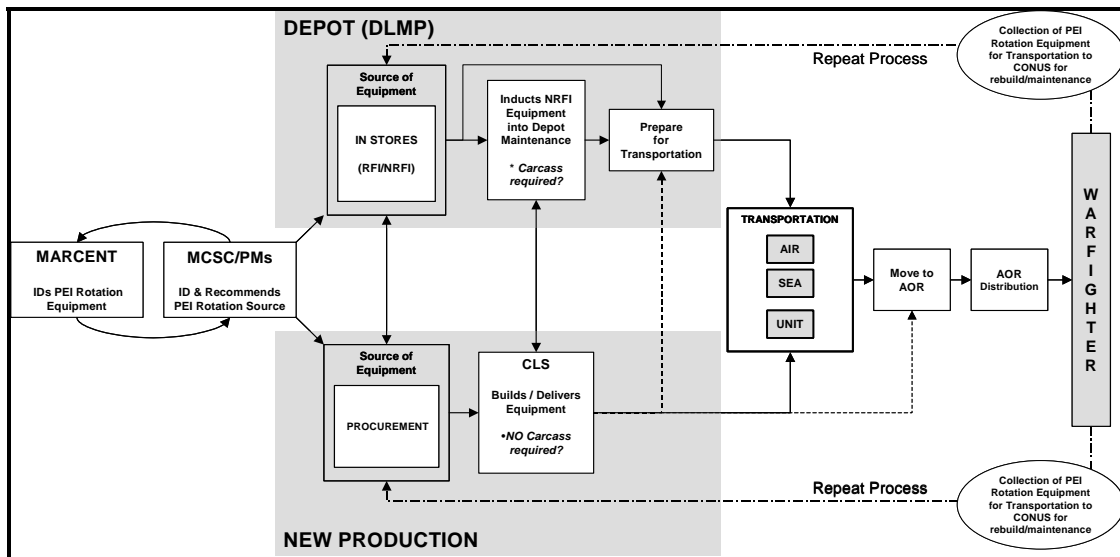 DEPOT (DLMP)
Collection of PEI
Rotation Equipment
for Transportation to
CONUS for
rebuild/maintenance
Repeat Process
Source of
Equipment
IN STORES
(RFI/NRFI)
Inducts NRFI
Equipment
into Depot
Maintenance
* Carcass
required?
Prepare
for
Transportation
MARCENT
IDs PEI Rotation
Equipment
MCSC/PMs
ID & Recommends
PEI Rotation Source
TRANSPORTATION
AIR
SEA
UNIT
Move to
AOR
AOR
Distribution
W
A
R
F
I
G
H
T
E
R
Source of
Equipment
PROCUREMENT
CLS
Builds / Delivers
Equipment
•NO Carcass
required?
Repeat Process
Collection of PEI
Rotation Equipment
for Transportation to
CONUS for
rebuild/maintenance
NEW PRODUCTION